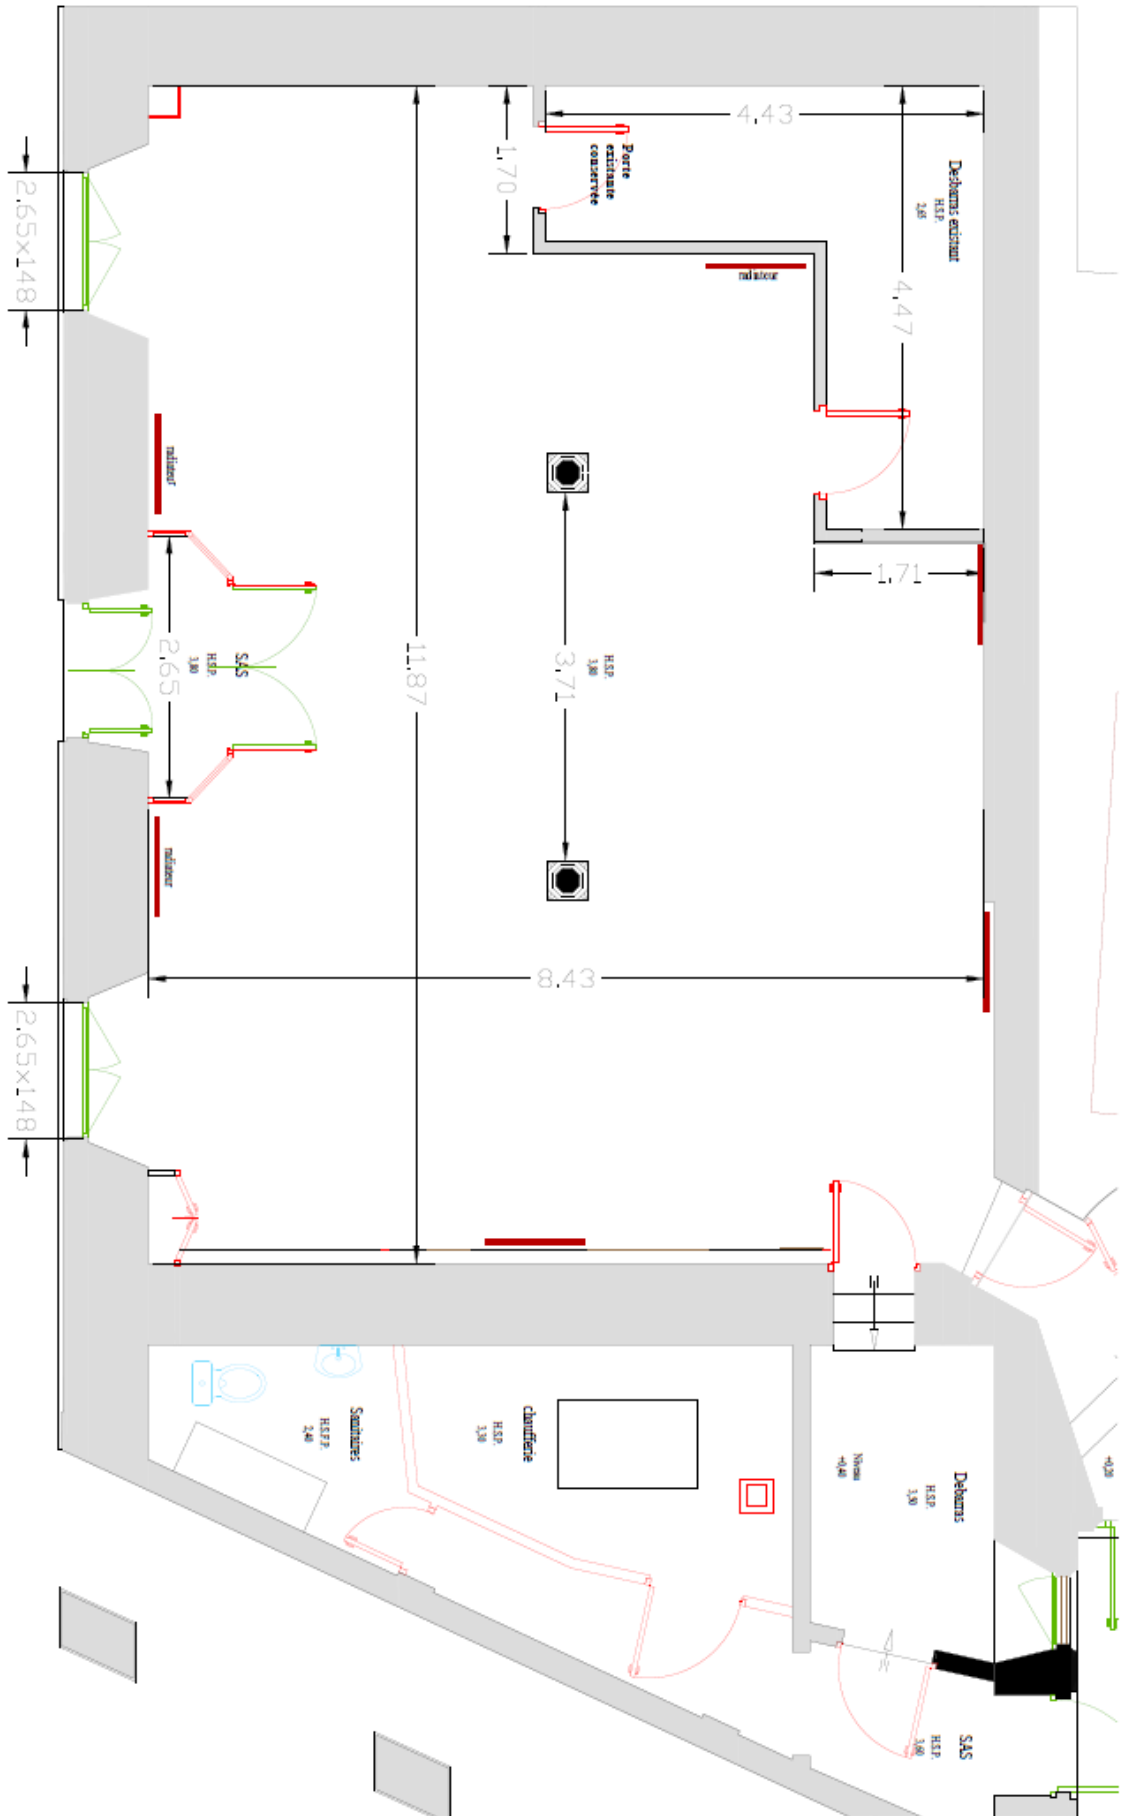 4,43
1,70
Porte
existante
conservée
Desbarras existant
H.S.P.
2,65
4,47
2,65x148
radiateur
radiateur
1,71
2,65
SAS
H.S.P.
3,80
11,87
3,71
H.S.P.
3,80
radiateur
8,43
2,65x148
Sanitaires
H.S.F.P.
2,40
chaufferie
H.S.P.
3,30
Niveau
+0,40
Debarras
H.S.P.
3,50
+0,20
SAS
H.S.P.
3,60